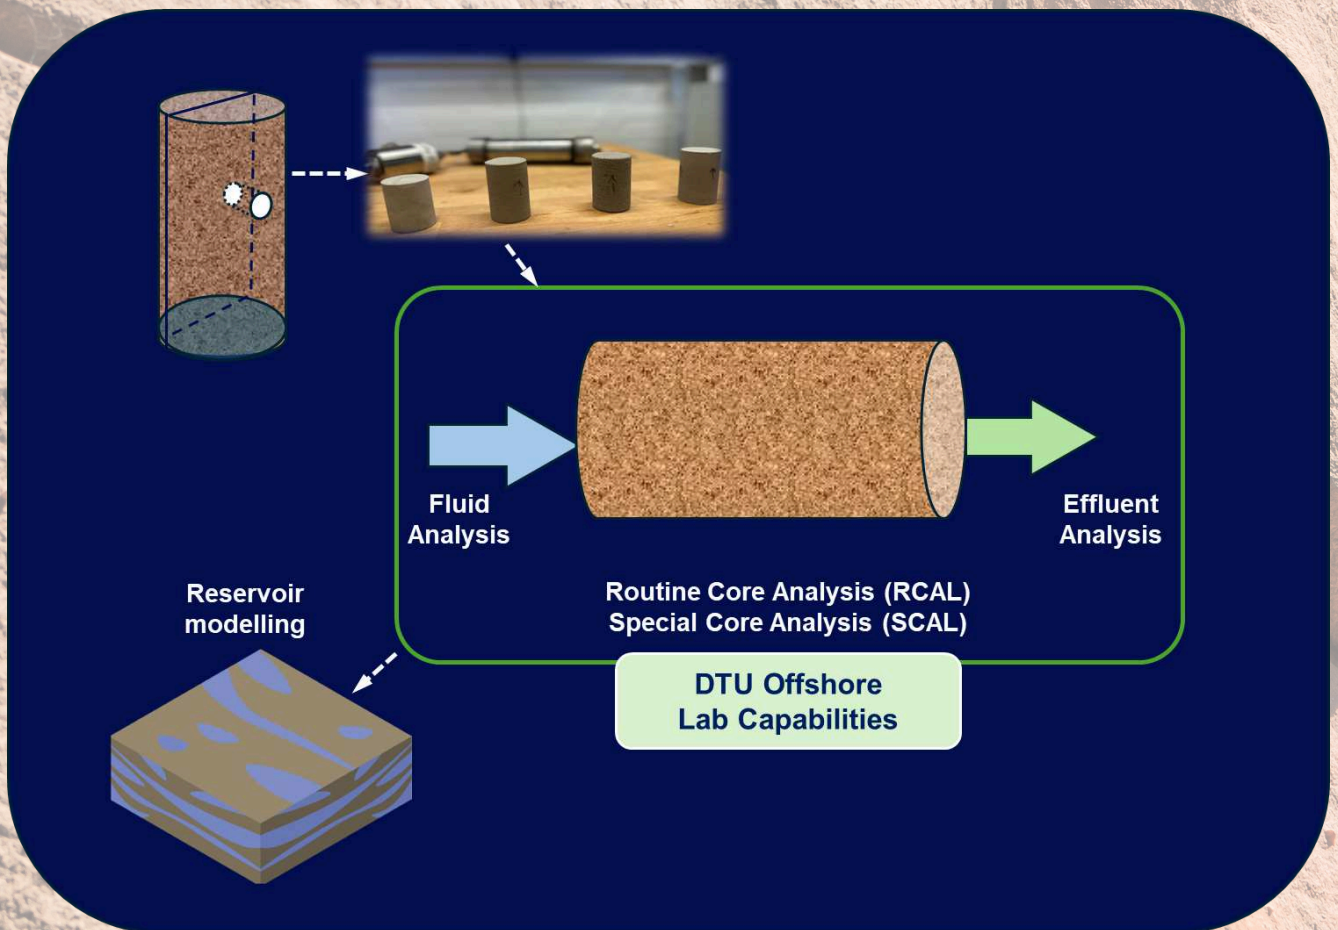 Fluid
Analysis
Effluent
Analysis
Routine Core Analysis (RCAL)
Special Core Analysis (SCAL)
DTU Offshore
Lab Capabilities
Reservoir
modelling